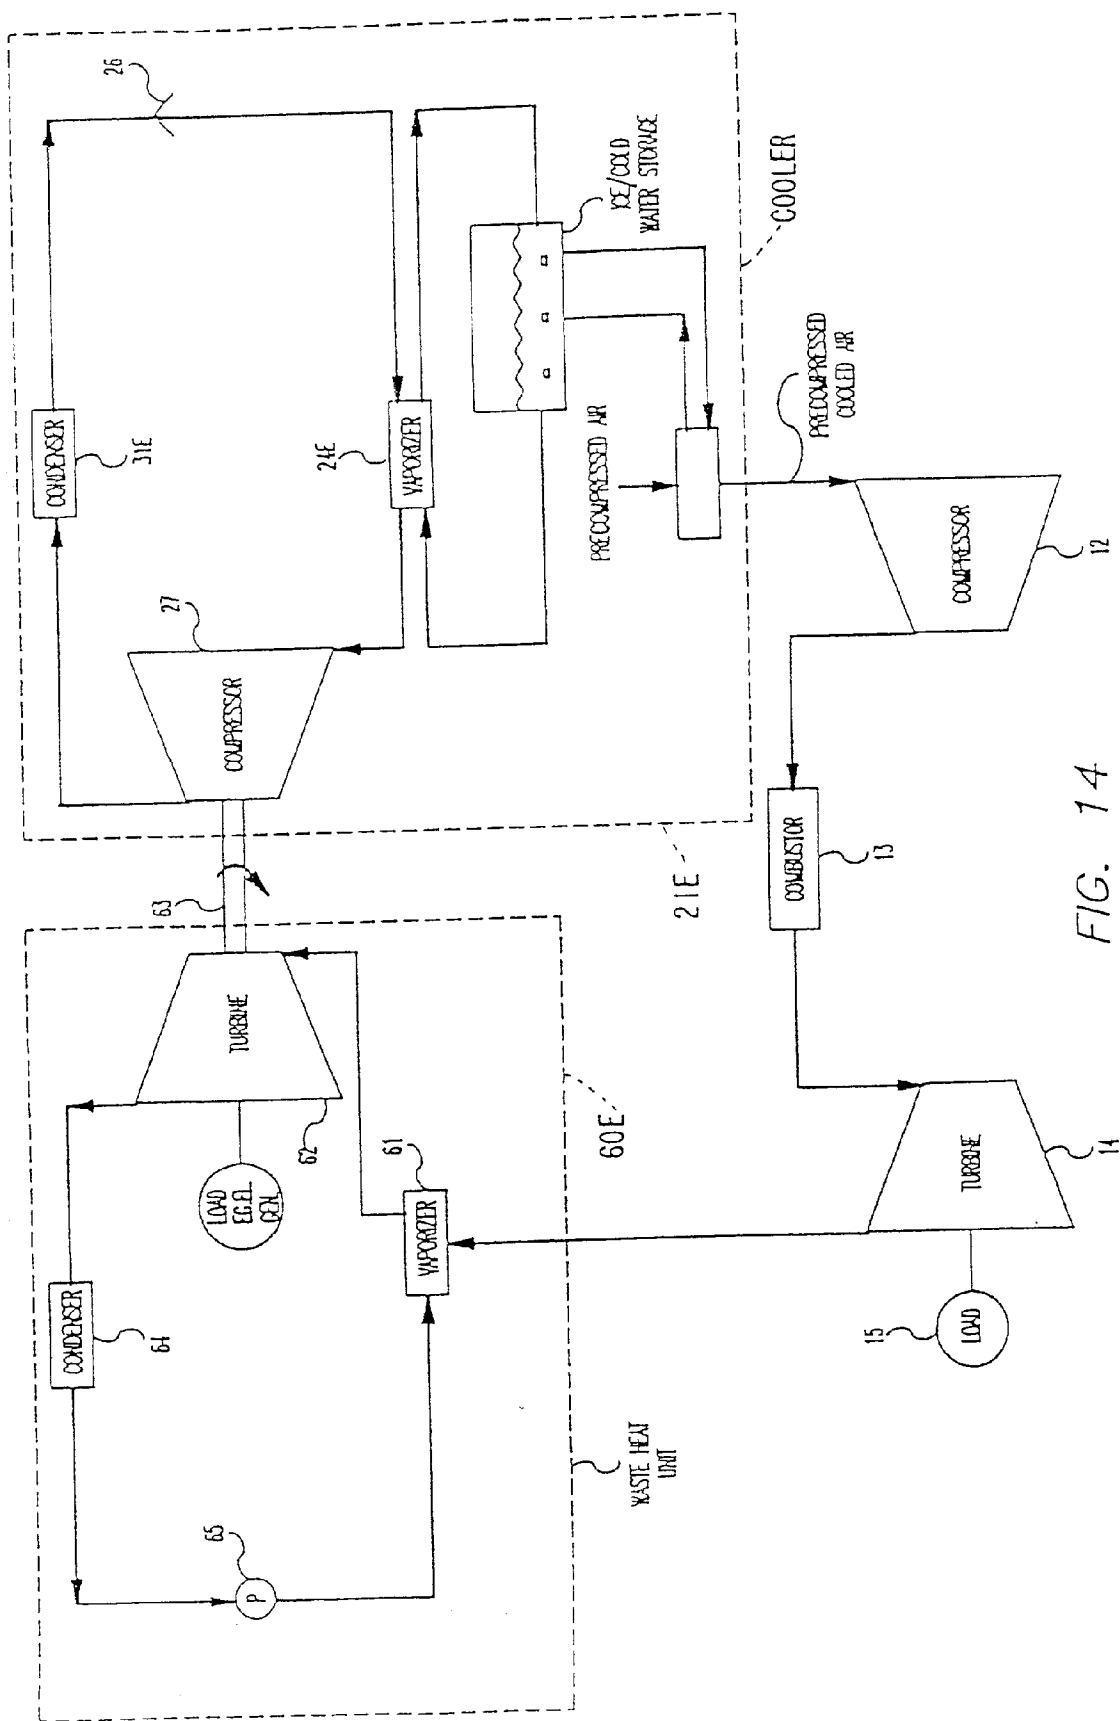 26
CONDENSER
31E
24E
VAPORIZER
ICE/COLD
WATER STORAGE
COOLER
PRECOMPRESSED AIR
PRECOMPRESSED
COOLED AIR
27
COMPRESSOR
COMPRESSOR
12
63
21E
COMBUSTOR
13
TURBINE
62
LOAD
E.G.EL.
GEN.
60E
61
VAPORIZER
CONDENSER
64
TURBINE
14
15
LOAD
WASTE HEAT
UNIT
65
P
FIG. 14